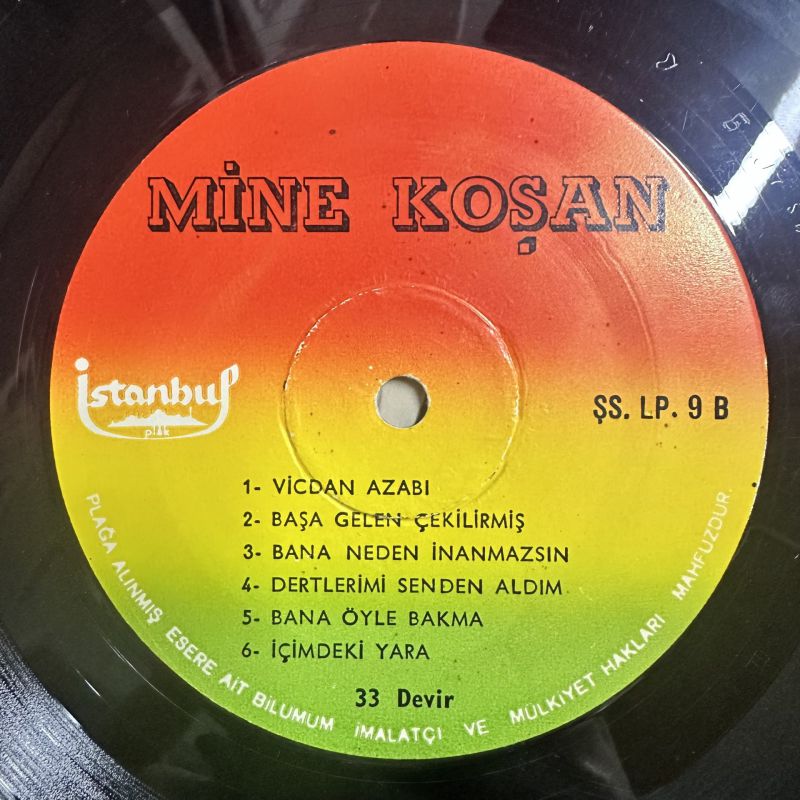 MİNE KOŞAN
İstanbul
plak
ŞS. LP. 9 B
1- VİCDAN AZABI
2- BAŞA GELEN ÇEKİLİRMİŞ
3- BANA NEDEN İNANMAZSIN
4- DERTLERİMİ SENDEN ALDIM
5- BANA ÖYLE BAKMA
6- İÇİMDEKİ YARA
33 Devir
PLAĞA ALINMIŞ ESERE AİT BİLUMUM İMALATÇI VE MÜLKİYET HAKLARI MAHFUZDUR.